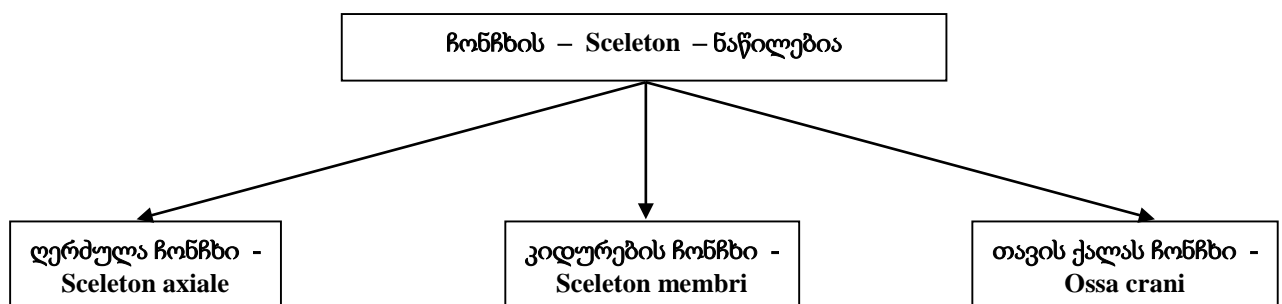 ჩონჩხის – Sceleton – ნაწილებია
ღერძულა ჩონჩხი -
Sceleton axiale
კიდურების ჩონჩხი -
Sceleton membri
თავის ქალას ჩონჩხი -
Ossa crani